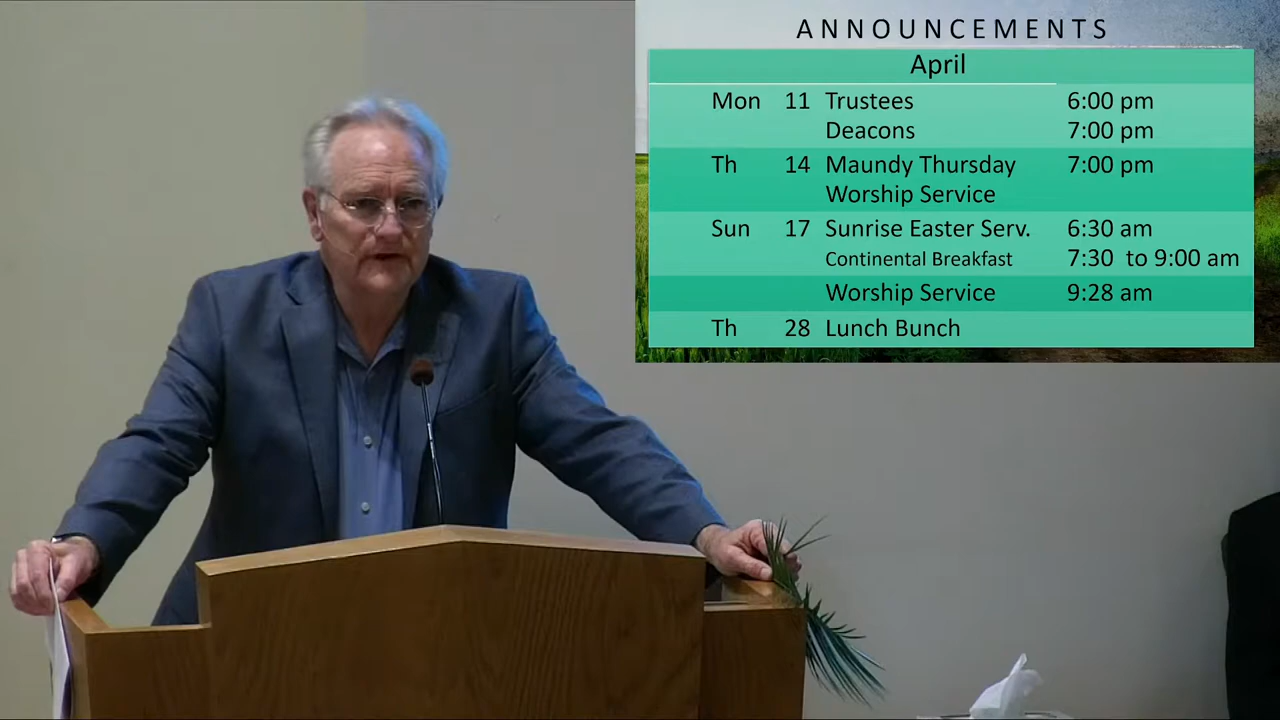 ANNOUNCEMENTS
April
Mon 11 Trustees 6:00 pm
Deacons 7:00 pm
Th 14 Maundy Thursday 7:00 pm
Worship Service
Sun 17 Sunrise Easter Serv. 6:30 am
Continental Breakfast 7:30 to 9:00 am
Worship Service 9:28 am
Th 28 Lunch Bunch